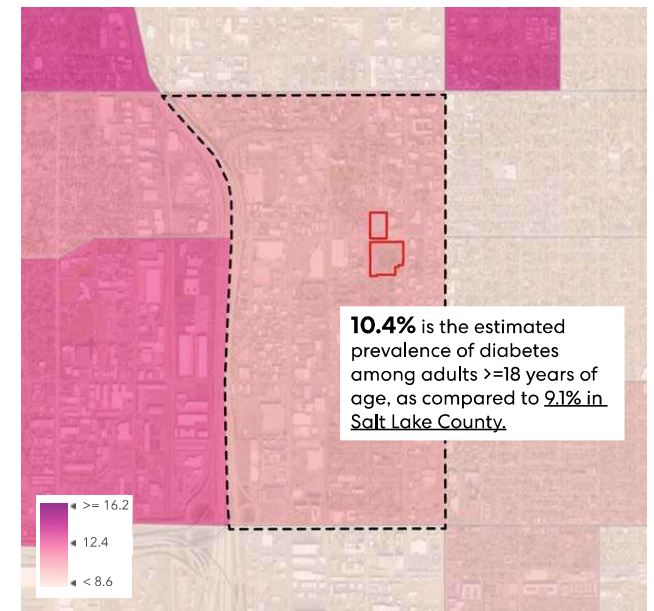 10.4% is the estimated
prevalence of diabetes
among adults >=18 years of
age, as compared to 9.1% in
Salt Lake County.
>= 16.2
12.4
< 8.6